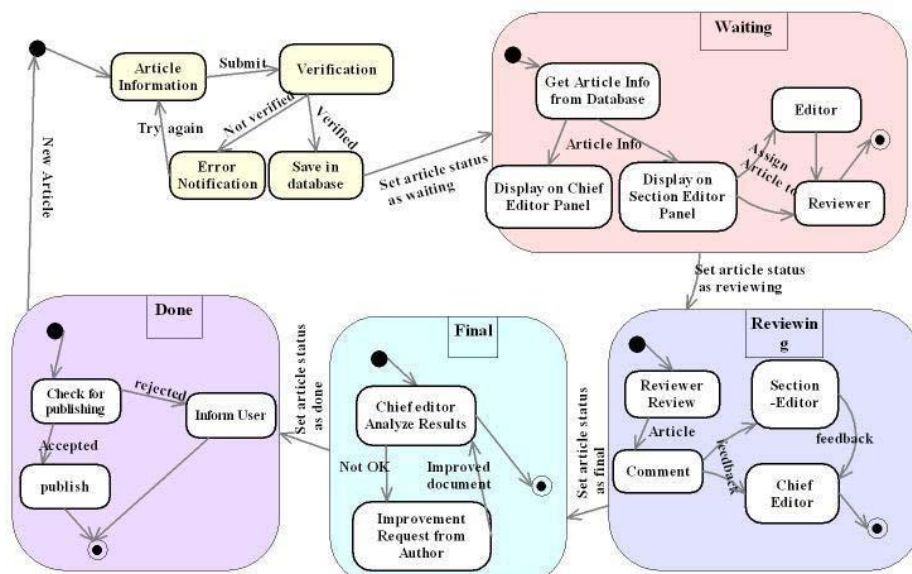 Article
Information
Submit
Verification
Not verified
Verified
Try again
Error
Notification
Save in
database
Set article status
as waiting
New Article
Waiting
Get Article Info
from Database
Article Info
Display on Chief
Editor Panel
Display on
Section Editor
Panel
Editor
Assign
Article to
Reviewer
Set article status
as reviewing
Reviewin
g
Reviewer
Review
Article
Comment
Section
-Editor
feedback
feedback
Chief
Editor
Set article status
as final
Final
Chief editor
Analyze Results
Not OK
Improved
document
Improvement
Request from
Author
Set article status
as done
Done
Check for
publishing
rejected
Inform User
Accepted
publish